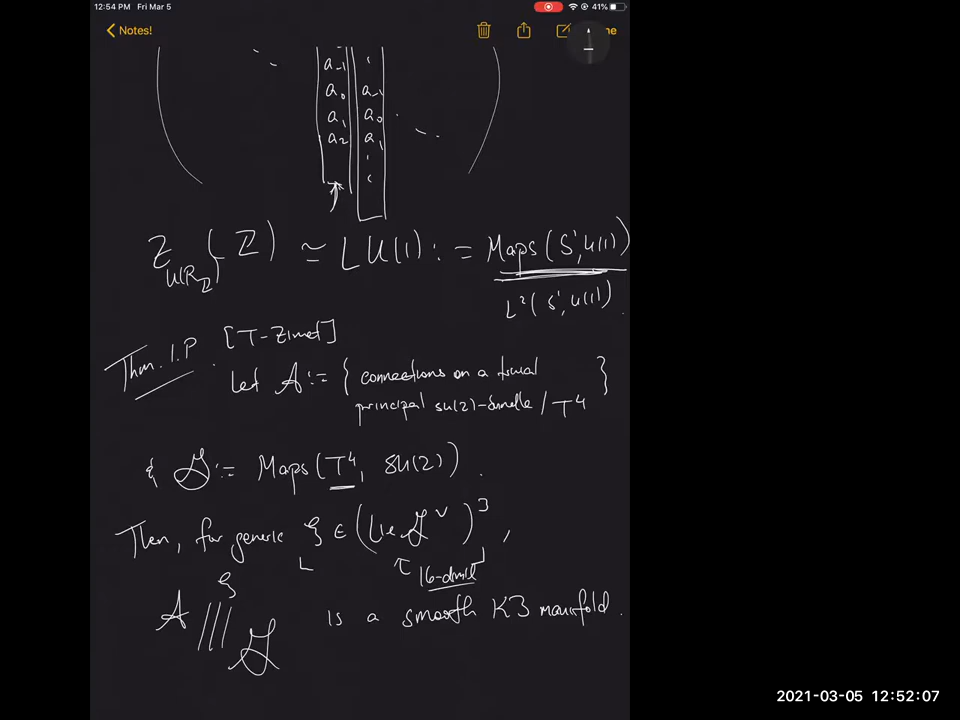 12:54 PM Fri Mar 5
41%
Notes!
a₋₁
a₀ a₋₁
a₁ a₀
a₂ a₁
Z_{U(R_Z)}(Z) ≃ LU(1) := Maps(S¹, U(1))
L²(S¹, U(1)).
Thm. 1.P. [T-Zimet]
Let A := { connections on a trivial
principal SU(2)-bundle / T⁴ }
& G := Maps(T⁴, SU(2)).
Then, for generic ξ ∈ (Lie G^∨)³,
16-dim'l
A ///_ξ G is a smooth K3 manifold.
2021-03-05 12:52:07